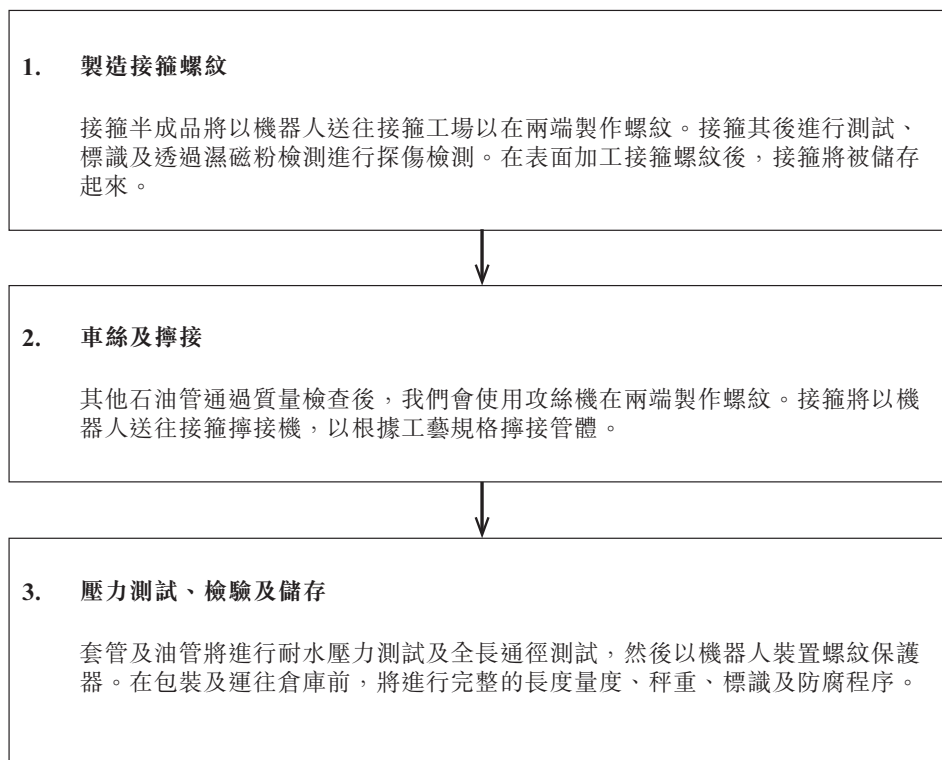 1. 製造接箍螺紋
接箍半成品將以機器人送往接箍工場以在兩端製作螺紋。接箍其後進行測試、
標識及透過濕磁粉檢測進行探傷檢測。在表面加工接箍螺紋後，接箍將被儲存
起來。
2. 車絲及擰接
其他石油管通過質量檢查後，我們會使用攻絲機在兩端製作螺紋。接箍將以機
器人送往接箍擰接機，以根據工藝規格擰接管體。
3. 壓力測試、檢驗及儲存
套管及油管將進行耐水壓力測試及全長通徑測試，然後以機器人裝置螺紋保護
器。在包裝及運往倉庫前，將進行完整的長度量度、秤重、標識及防腐程序。